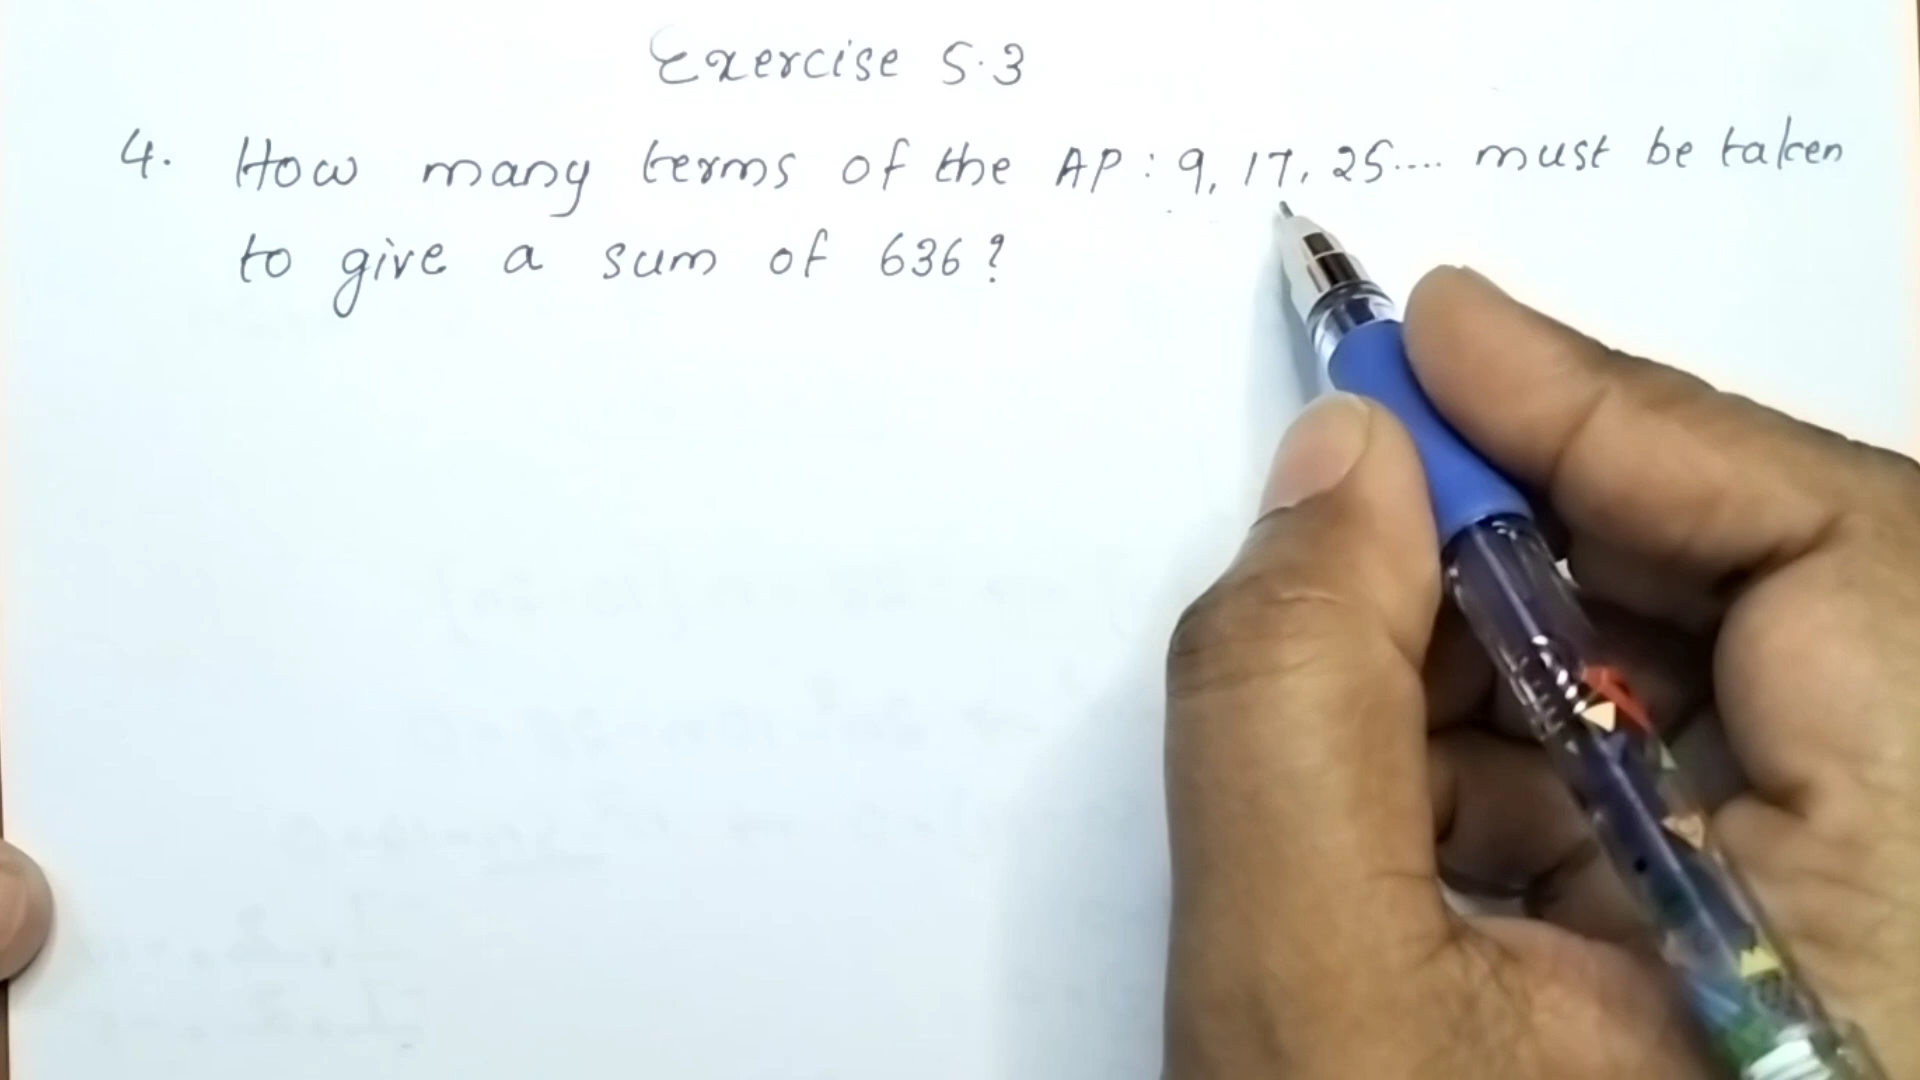 Exercise 5.3
4. How many terms of the AP : 9, 17, 25.... must be taken
to give a sum of 636?